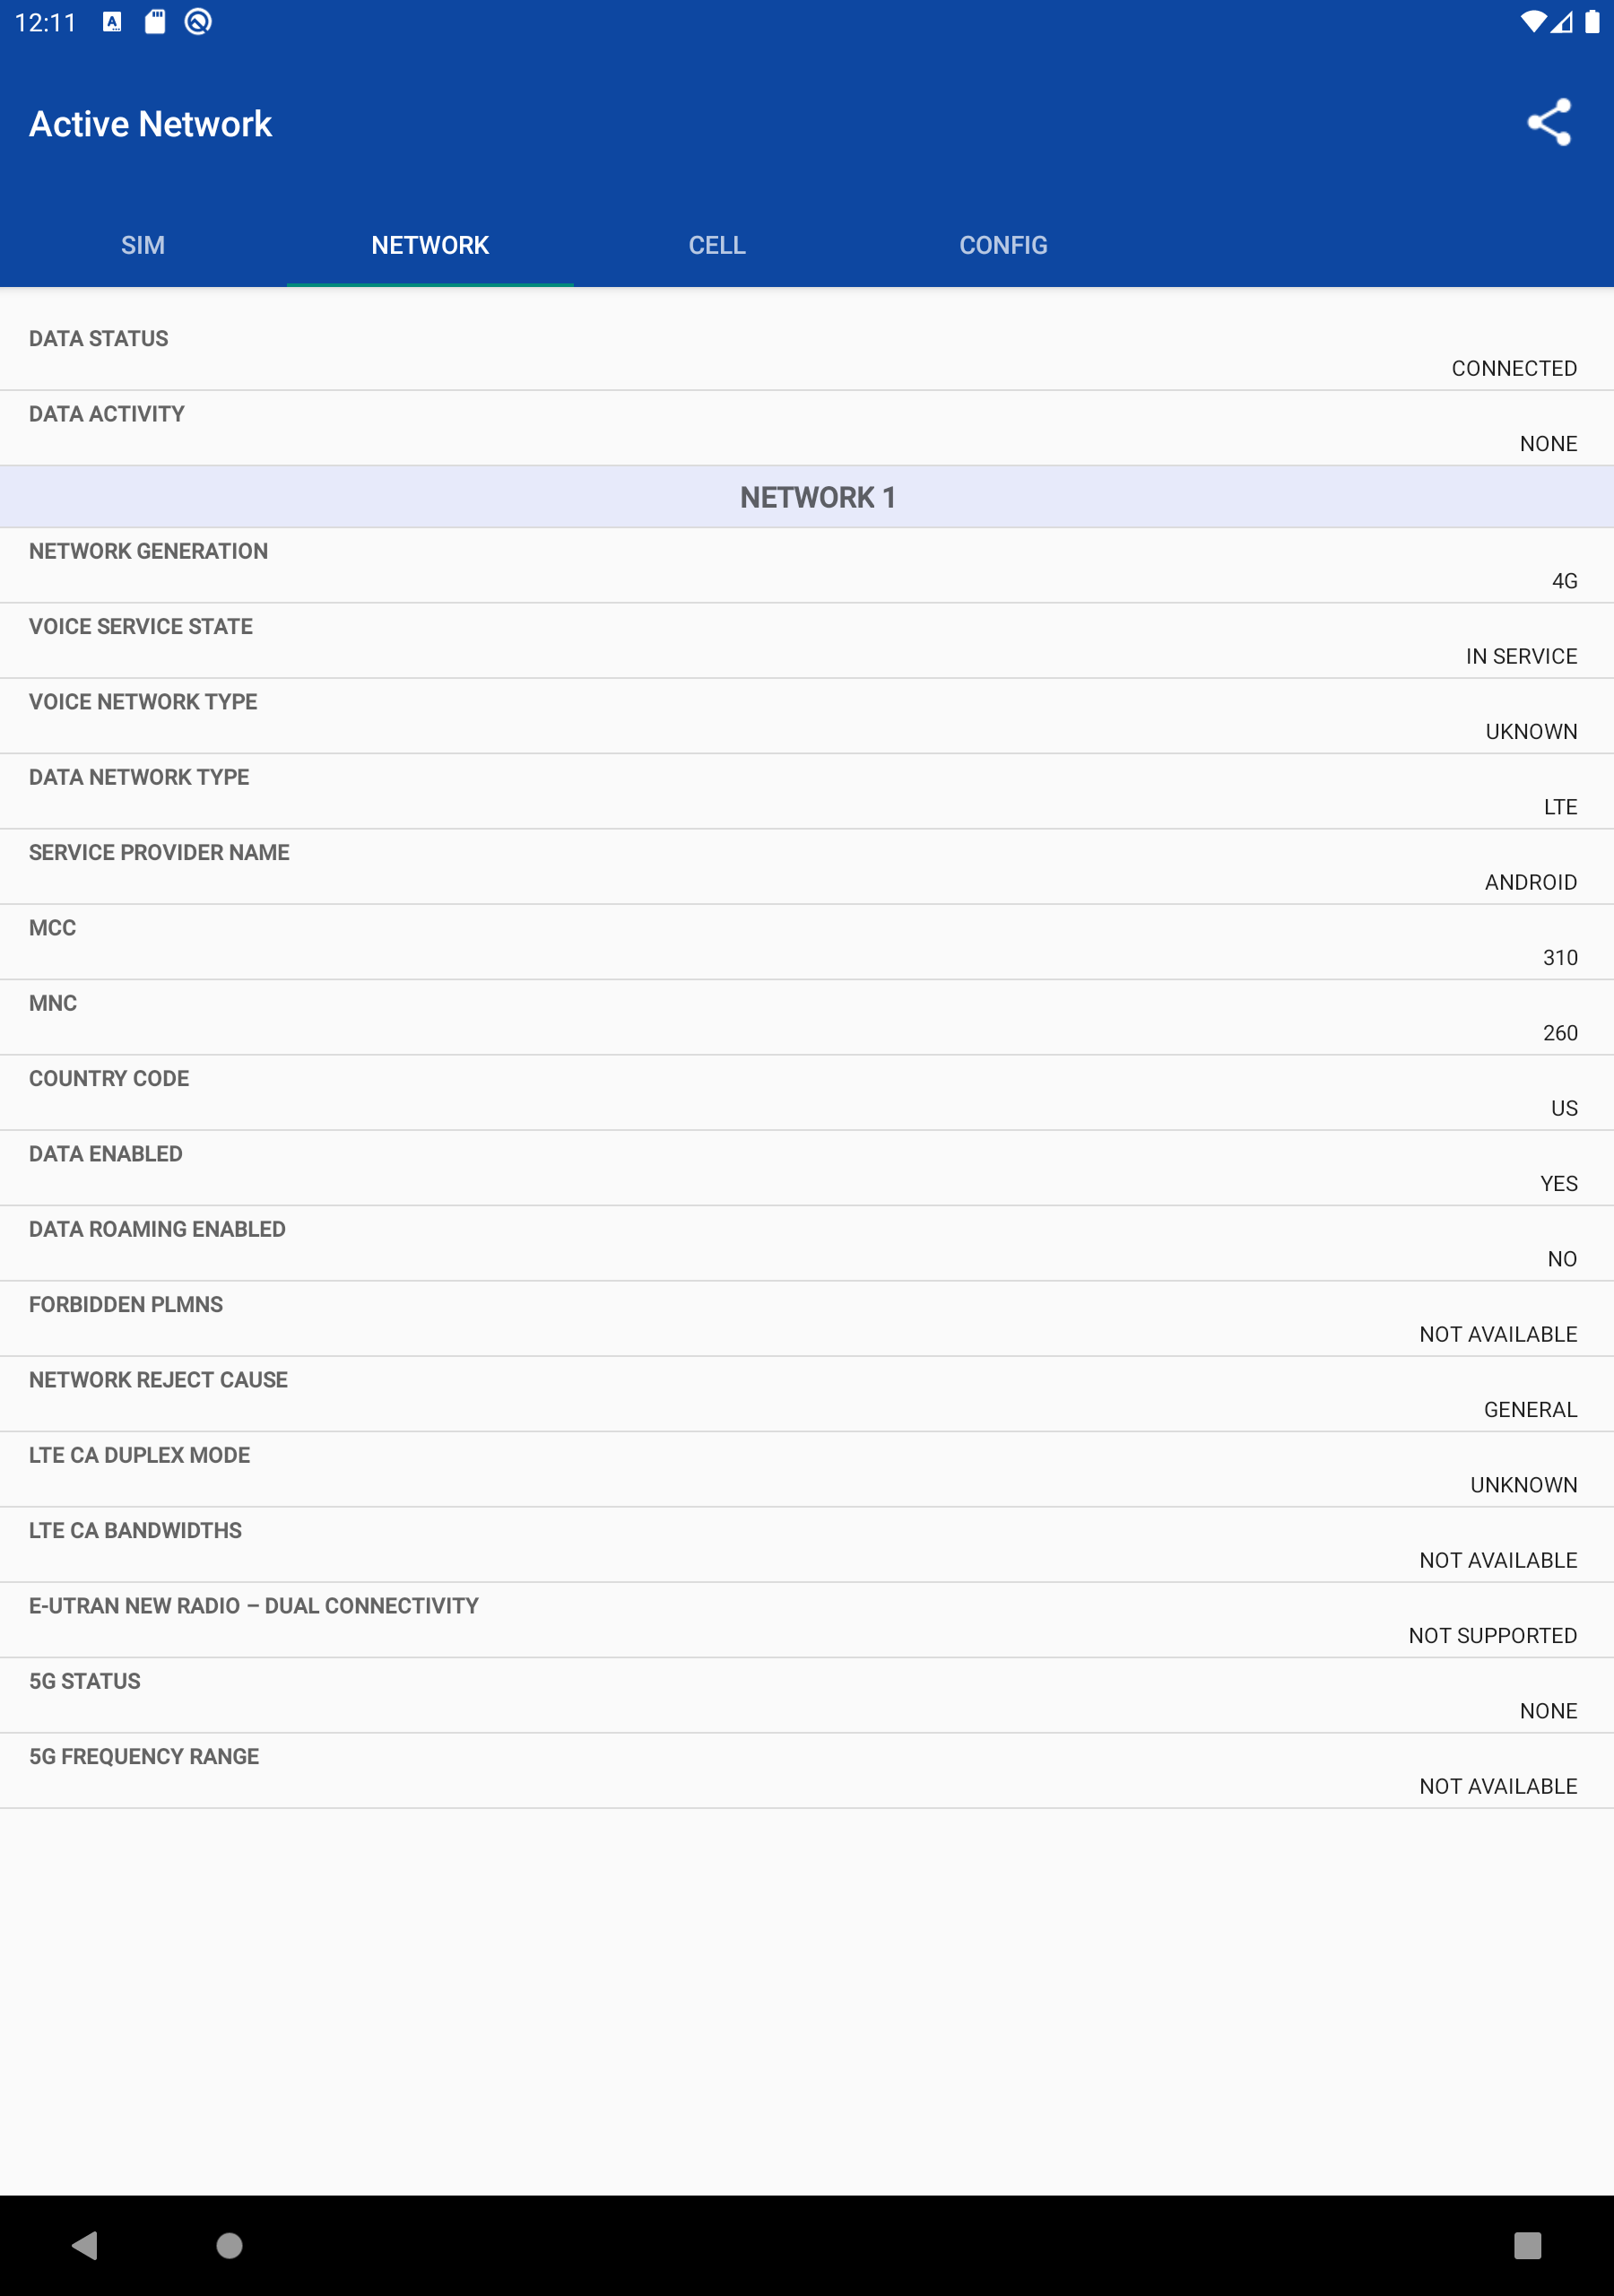 12:11
Active Network
SIM NETWORK CELL CONFIG
DATA STATUS
CONNECTED
DATA ACTIVITY
NONE
NETWORK 1
NETWORK GENERATION
4G
VOICE SERVICE STATE
IN SERVICE
VOICE NETWORK TYPE
UKNOWN
DATA NETWORK TYPE
LTE
SERVICE PROVIDER NAME
ANDROID
MCC
310
MNC
260
COUNTRY CODE
US
DATA ENABLED
YES
DATA ROAMING ENABLED
NO
FORBIDDEN PLMNS
NOT AVAILABLE
NETWORK REJECT CAUSE
GENERAL
LTE CA DUPLEX MODE
UNKNOWN
LTE CA BANDWIDTHS
NOT AVAILABLE
E-UTRAN NEW RADIO – DUAL CONNECTIVITY
NOT SUPPORTED
5G STATUS
NONE
5G FREQUENCY RANGE
NOT AVAILABLE